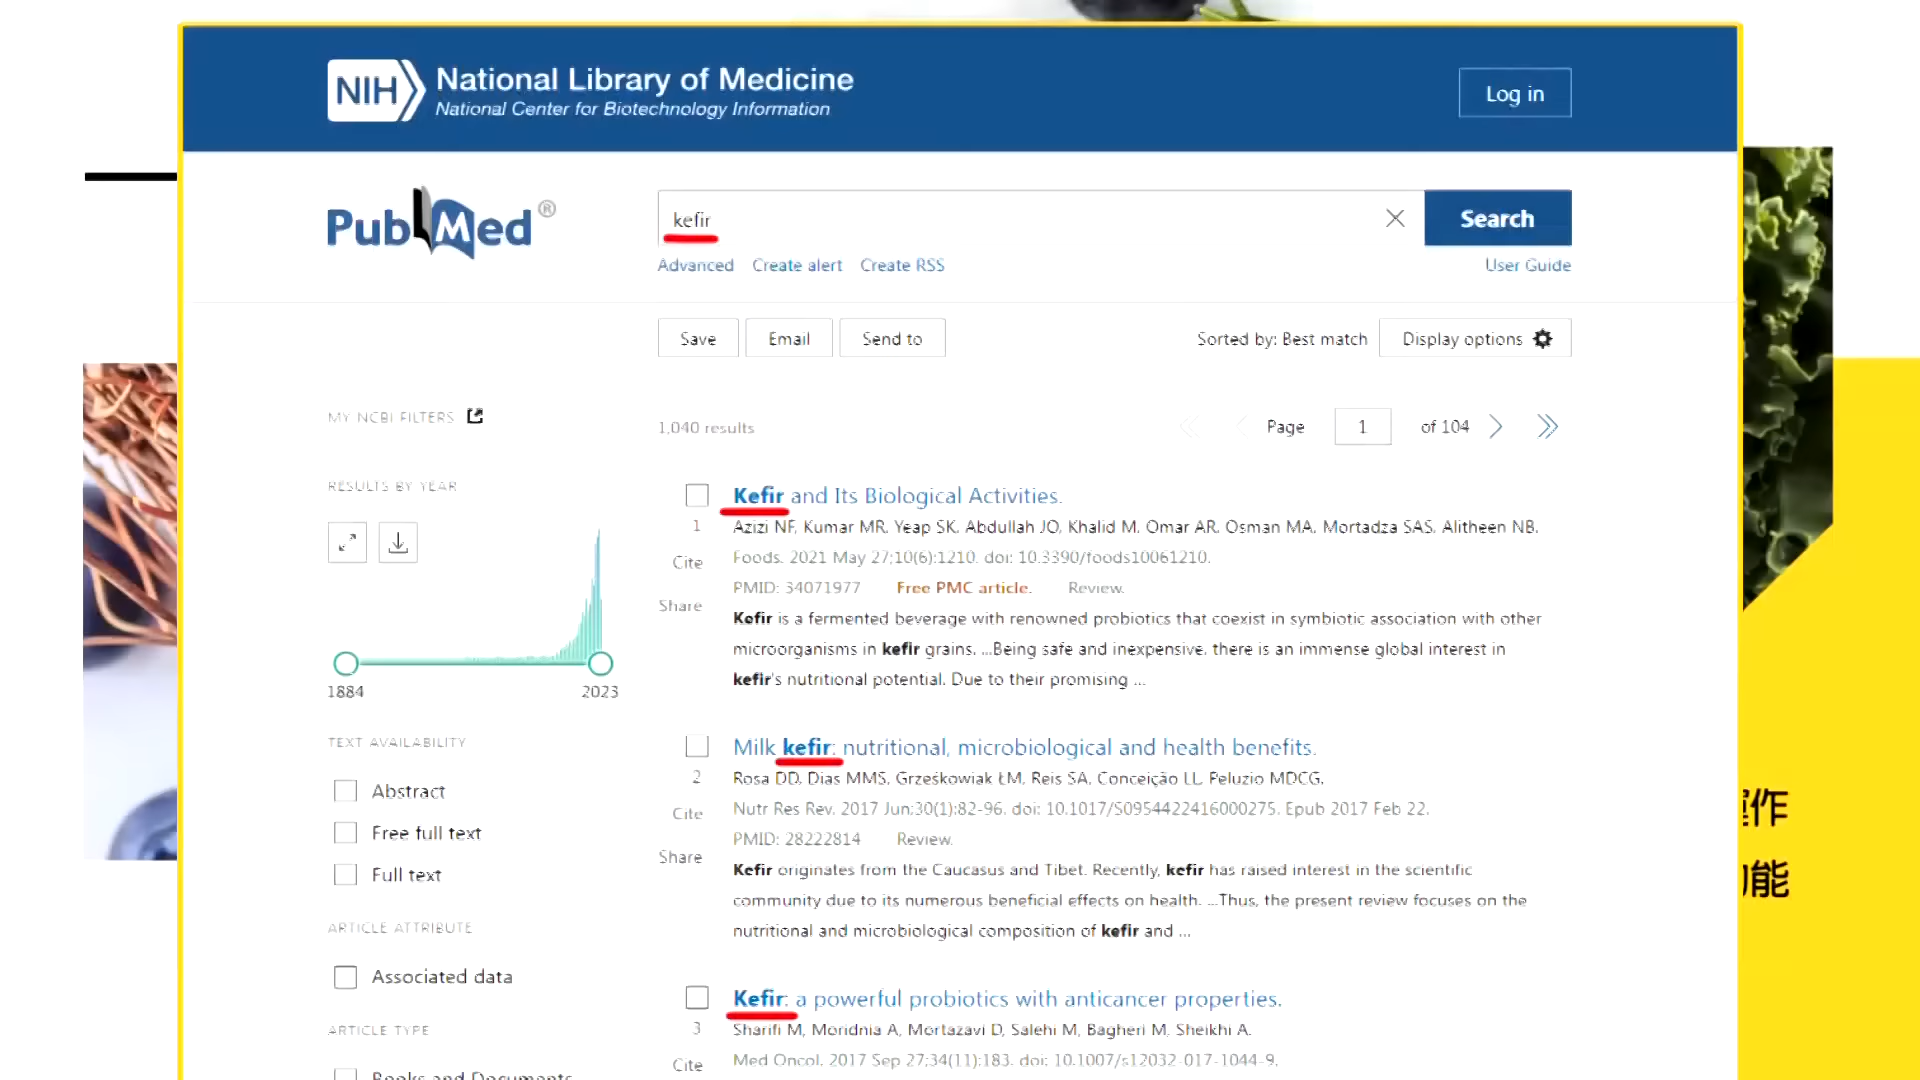 NIH National Library of Medicine
National Center for Biotechnology Information
Log in
PubMed®
kefir
Search
Advanced Create alert Create RSS
User Guide
Save Email Send to
Sorted by: Best match Display options
MY NCBI FILTERS
1,040 results
Page 1 of 104
RESULTS BY YEAR
1884 2023
TEXT AVAILABILITY
Abstract
Free full text
Full text
ARTICLE ATTRIBUTE
Associated data
ARTICLE TYPE
Books and Documents
Kefir and Its Biological Activities.
1
Azizi NF, Kumar MR, Yeap SK, Abdullah JO, Khalid M, Omar AR, Osman MA, Mortadza SAS, Alitheen NB.
Cite
Foods. 2021 May 27;10(6):1210. doi: 10.3390/foods10061210.
PMID: 34071977 Free PMC article. Review.
Share
Kefir is a fermented beverage with renowned probiotics that coexist in symbiotic association with other
microorganisms in kefir grains. ...Being safe and inexpensive, there is an immense global interest in
kefir's nutritional potential. Due to their promising ...
Milk kefir: nutritional, microbiological and health benefits.
2
Rosa DD, Dias MMS, Grześkowiak ŁM, Reis SA, Conceição LL, Peluzio MDCG.
Cite
Nutr Res Rev. 2017 Jun;30(1):82-96. doi: 10.1017/S0954422416000275. Epub 2017 Feb 22.
PMID: 28222814 Review.
Share
Kefir originates from the Caucasus and Tibet. Recently, kefir has raised interest in the scientific
community due to its numerous beneficial effects on health. ...Thus, the present review focuses on the
nutritional and microbiological composition of kefir and ...
Kefir: a powerful probiotics with anticancer properties.
3
Sharifi M, Moridnia A, Mortazavi D, Salehi M, Bagheri M, Sheikhi A.
Cite
Med Oncol. 2017 Sep 27;34(11):183. doi: 10.1007/s12032-017-1044-9.
作
能